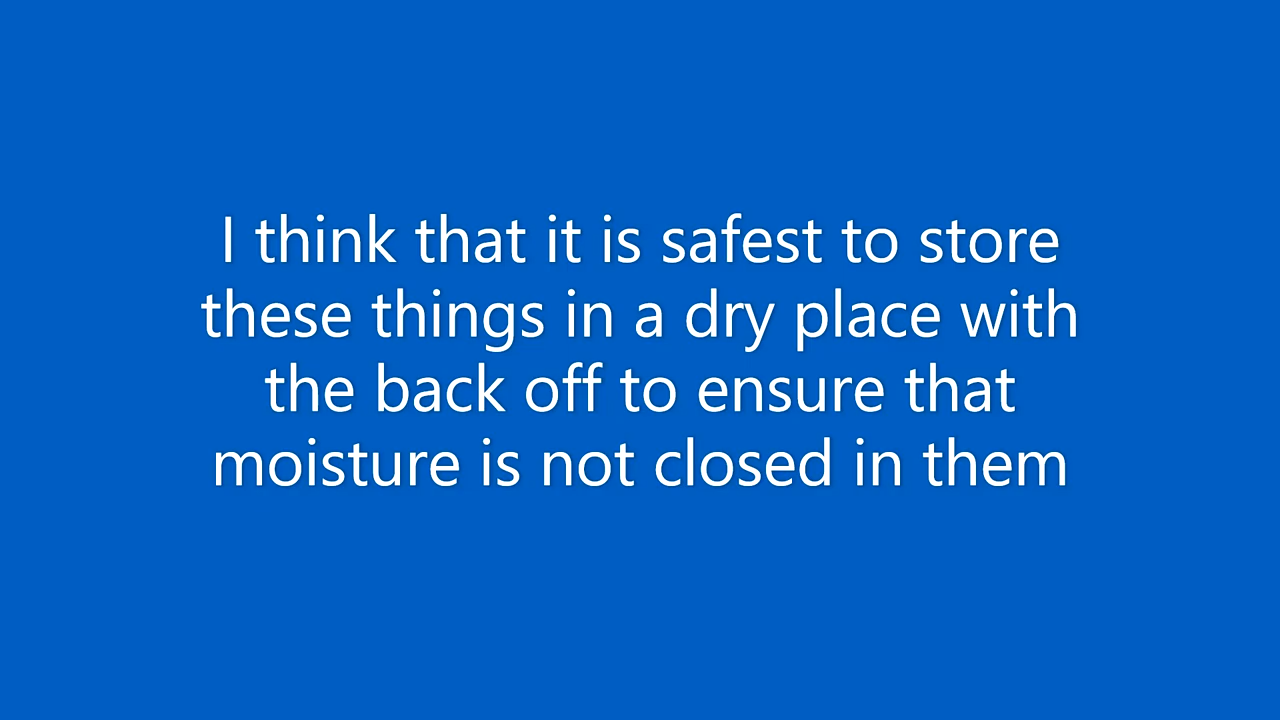 I think that it is safest to store
these things in a dry place with
the back off to ensure that
moisture is not closed in them